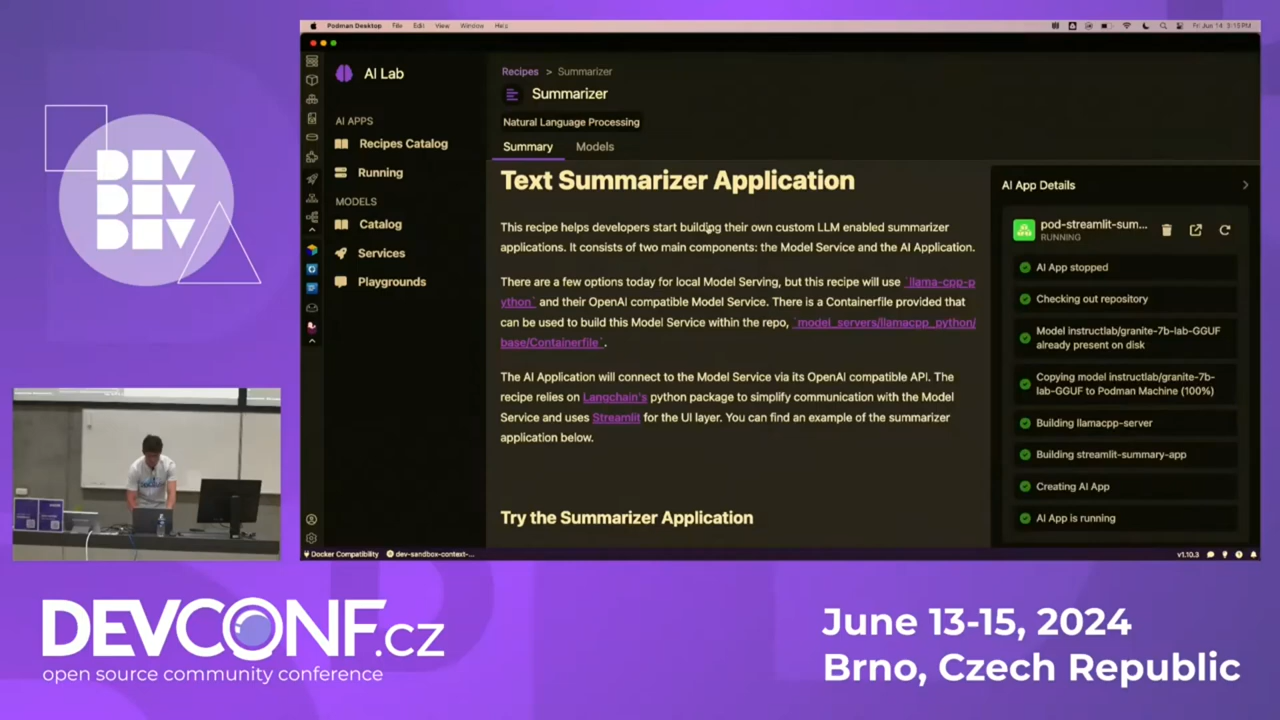 Podman Desktop File Edit View Window Help
Fri Jun 14 3:15 PM
AI Lab
AI APPS
Recipes Catalog
Running
MODELS
Catalog
Services
Playgrounds
Recipes > Summarizer
Summarizer
Natural Language Processing
Summary Models
Text Summarizer Application
This recipe helps developers start building their own custom LLM enabled summarizer
applications. It consists of two main components: the Model Service and the AI Application.
There are a few options today for local Model Serving, but this recipe will use `llama-cpp-p
ython` and their OpenAI compatible Model Service. There is a Containerfile provided that
can be used to build this Model Service within the repo, `model_servers/llamacpp_python/
base/Containerfile`.
The AI Application will connect to the Model Service via its OpenAI compatible API. The
recipe relies on Langchain's python package to simplify communication with the Model
Service and uses Streamlit for the UI layer. You can find an example of the summarizer
application below.
Try the Summarizer Application
AI App Details
pod-streamlit-sum...
RUNNING
AI App stopped
Checking out repository
Model instructlab/granite-7b-lab-GGUF
already present on disk
Copying model instructlab/granite-7b-
lab-GGUF to Podman Machine (100%)
Building llamacpp-server
Building streamlit-summary-app
Creating AI App
AI App is running
Docker Compatibility dev-sandbox-context-...
v1.10.3
DEV
DEV
DEV
DEVCONF.cz
open source community conference
June 13-15, 2024
Brno, Czech Republic